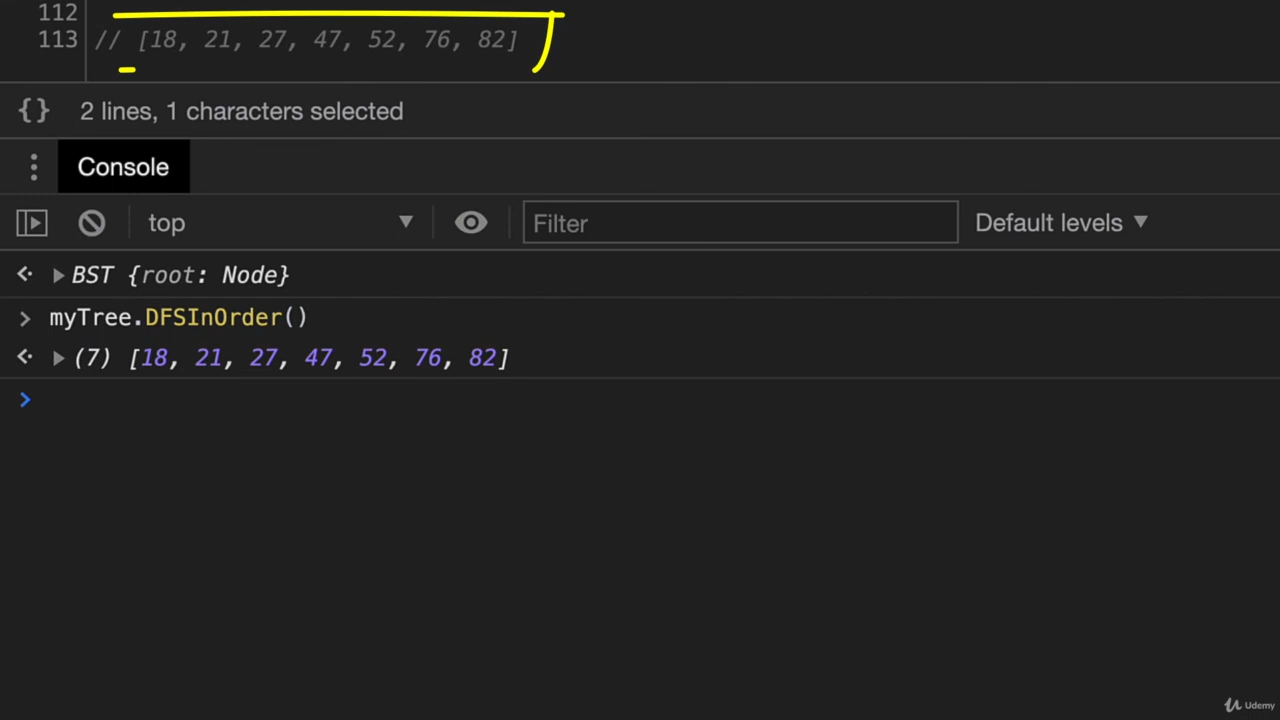 112
113 // [18, 21, 27, 47, 52, 76, 82]
{} 2 lines, 1 characters selected
Console
top ▼ Filter Default levels ▼
BST {root: Node}
> myTree.DFSInOrder()
(7) [18, 21, 27, 47, 52, 76, 82]
>
Udemy